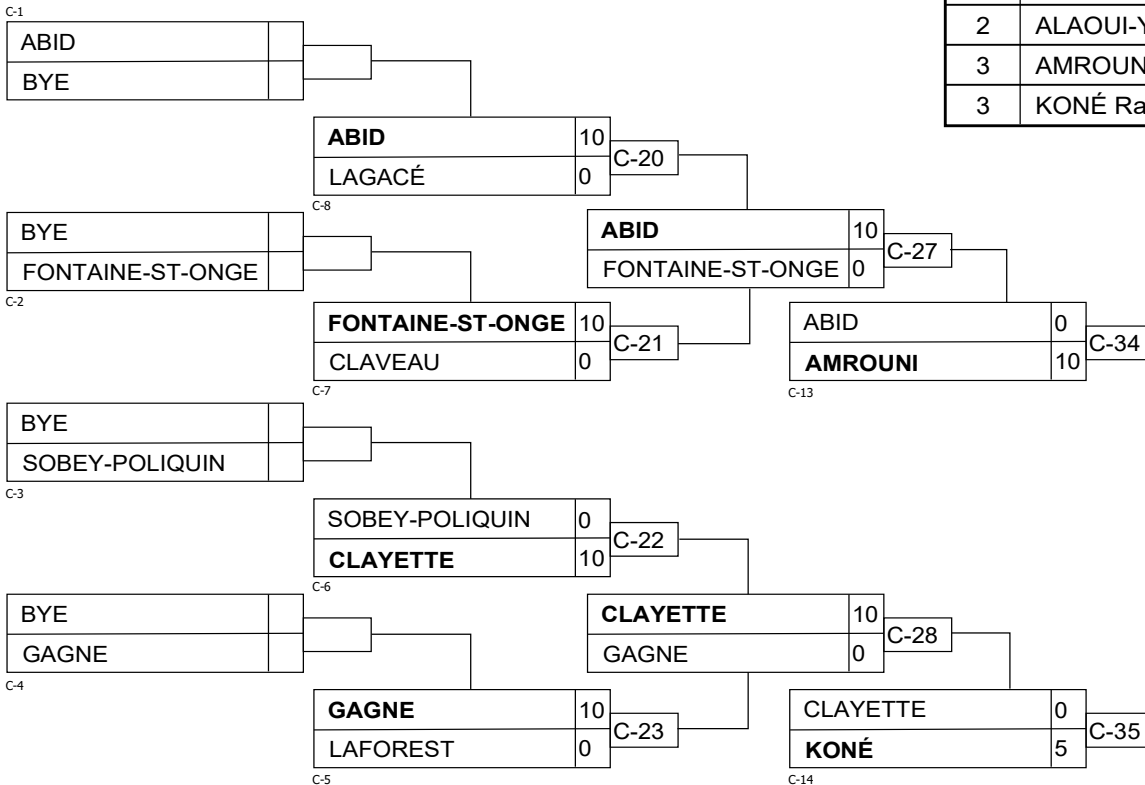 C-1
ABID
BYE
2 ALAOUI-Y
3 AMROUN
3 KONÉ Ra
ABID 10
LAGACÉ 0
C-20
C-8
BYE
FONTAINE-ST-ONGE
C-2
ABID 10
FONTAINE-ST-ONGE 0
C-27
FONTAINE-ST-ONGE 10
CLAVEAU 0
C-21
C-7
ABID 0
AMROUNI 10
C-34
C-13
BYE
SOBEY-POLIQUIN
C-3
SOBEY-POLIQUIN 0
CLAYETTE 10
C-22
C-6
BYE
GAGNE
C-4
CLAYETTE 10
GAGNE 0
C-28
GAGNE 10
LAFOREST 0
C-23
C-5
CLAYETTE 0
KONÉ 5
C-35
C-14